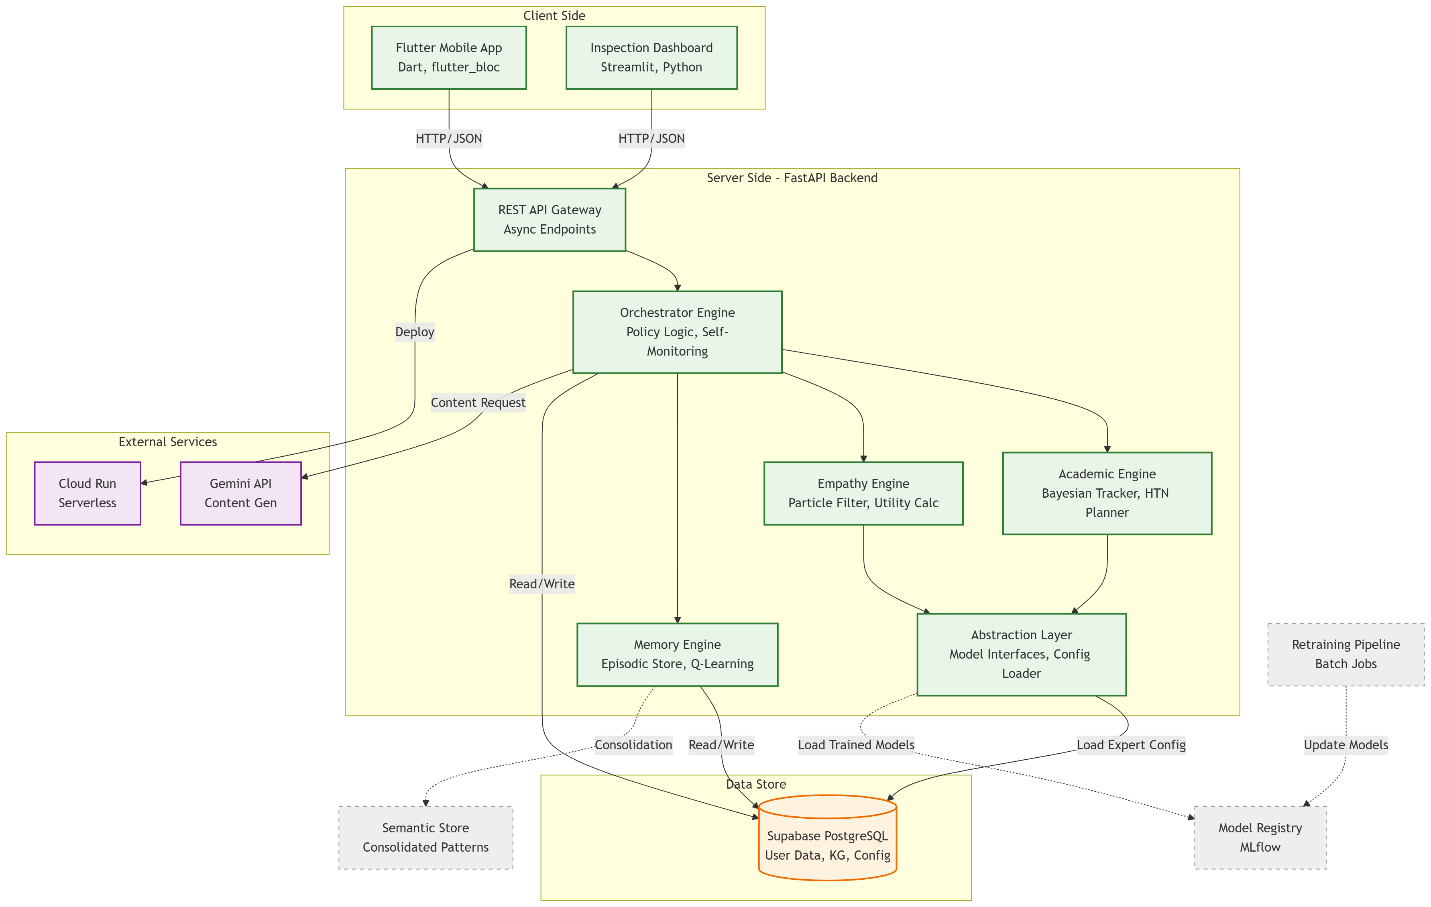 Client Side
Flutter Mobile App
Dart, flutter_bloc
Inspection Dashboard
Streamlit, Python
HTTP/JSON
HTTP/JSON
Server Side - FastAPI Backend
REST API Gateway
Async Endpoints
Orchestrator Engine
Policy Logic, Self-
Monitoring
Deploy
Content Request
External Services
Cloud Run
Serverless
Gemini API
Content Gen
Empathy Engine
Particle Filter, Utility Calc
Academic Engine
Bayesian Tracker, HTN
Planner
Read/Write
Memory Engine
Episodic Store, Q-Learning
Abstraction Layer
Model Interfaces, Config
Loader
Retraining Pipeline
Batch Jobs
Consolidation
Read/Write
Load Trained Models
Load Expert Config
Update Models
Data Store
Semantic Store
Consolidated Patterns
Supabase PostgreSQL
User Data, KG, Config
Model Registry
MLflow